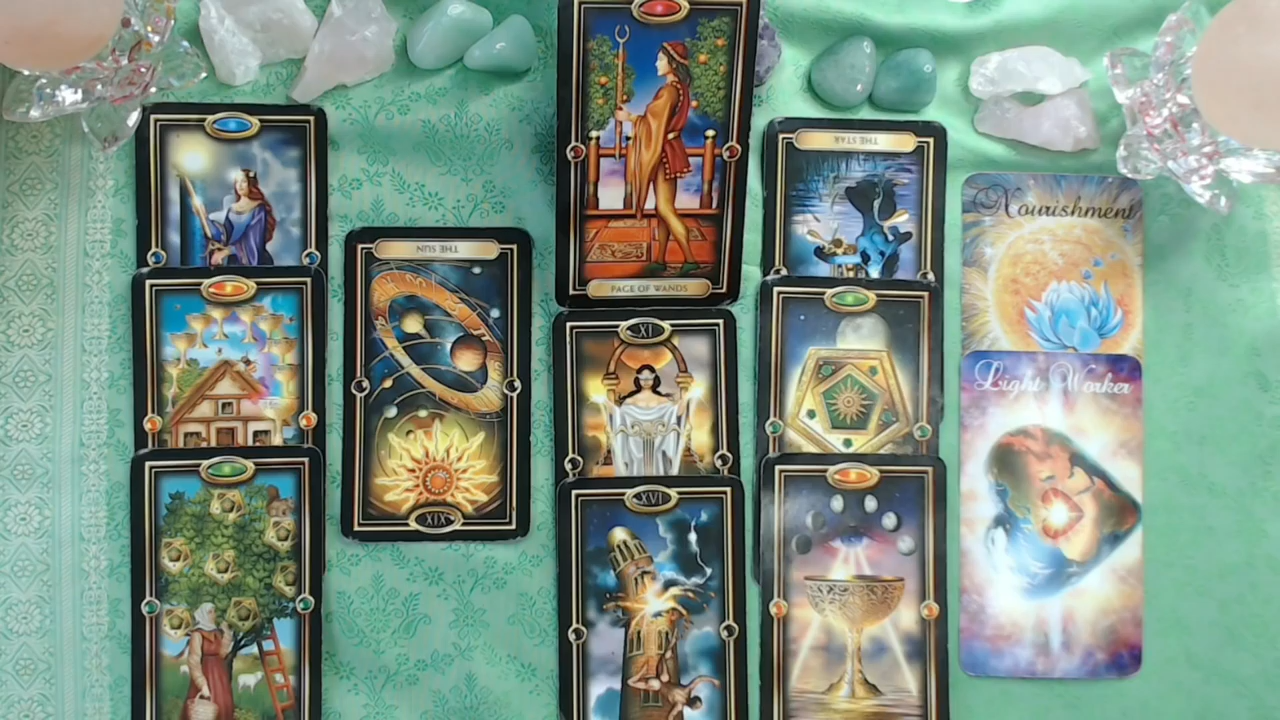 THE STAR
Nourishment
THE SUN
PAGE OF WANDS
XI
Light Worker
XVI
XIX